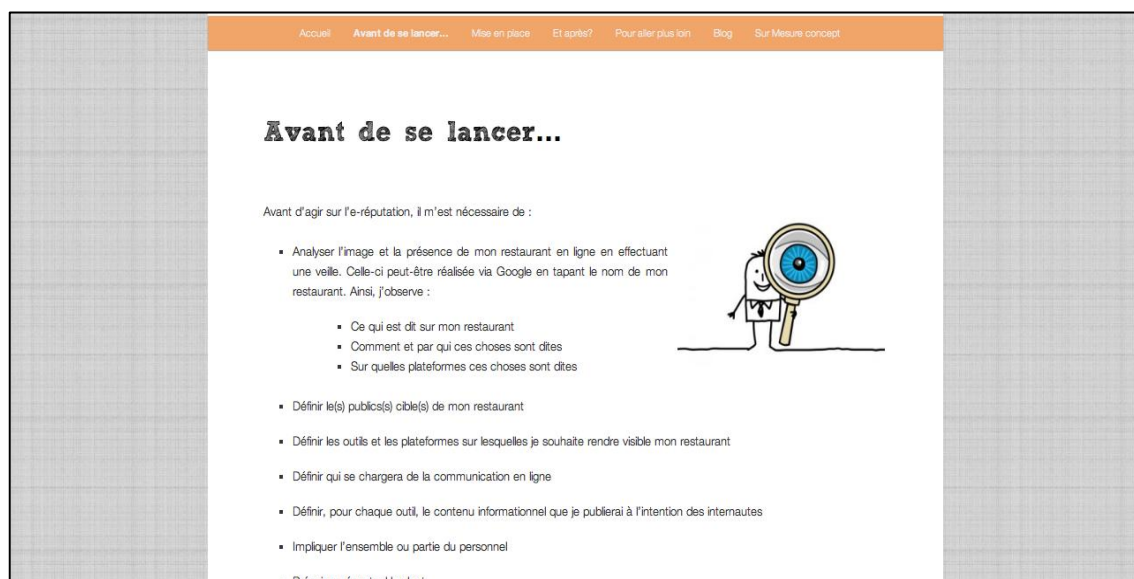 Accueil Avant de se lancer... Mise en place Et après? Pour aller plus loin Blog Sur Mesure concept
Avant de se lancer...
Avant d'agir sur l'e-réputation, il m'est nécessaire de :
▪ Analyser l'image et la présence de mon restaurant en ligne en effectuant
une veille. Celle-ci peut-être réalisée via Google en tapant le nom de mon
restaurant. Ainsi, j'observe :
▪ Ce qui est dit sur mon restaurant
▪ Comment et par qui ces choses sont dites
▪ Sur quelles plateformes ces choses sont dites
▪ Définir le(s) publics(s) cible(s) de mon restaurant
▪ Définir les outils et les plateformes sur lesquelles je souhaite rendre visible mon restaurant
▪ Définir qui se chargera de la communication en ligne
▪ Définir, pour chaque outil, le contenu informationnel que je publierai à l'intention des internautes
▪ Impliquer l'ensemble ou partie du personnel